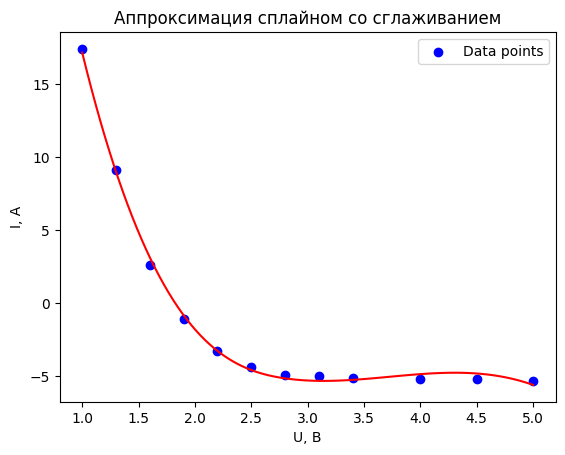 Аппроксимация сплайном со сглаживанием
Data points
I, A
15
10
5
0
−5
1.0 1.5 2.0 2.5 3.0 3.5 4.0 4.5 5.0
U, В